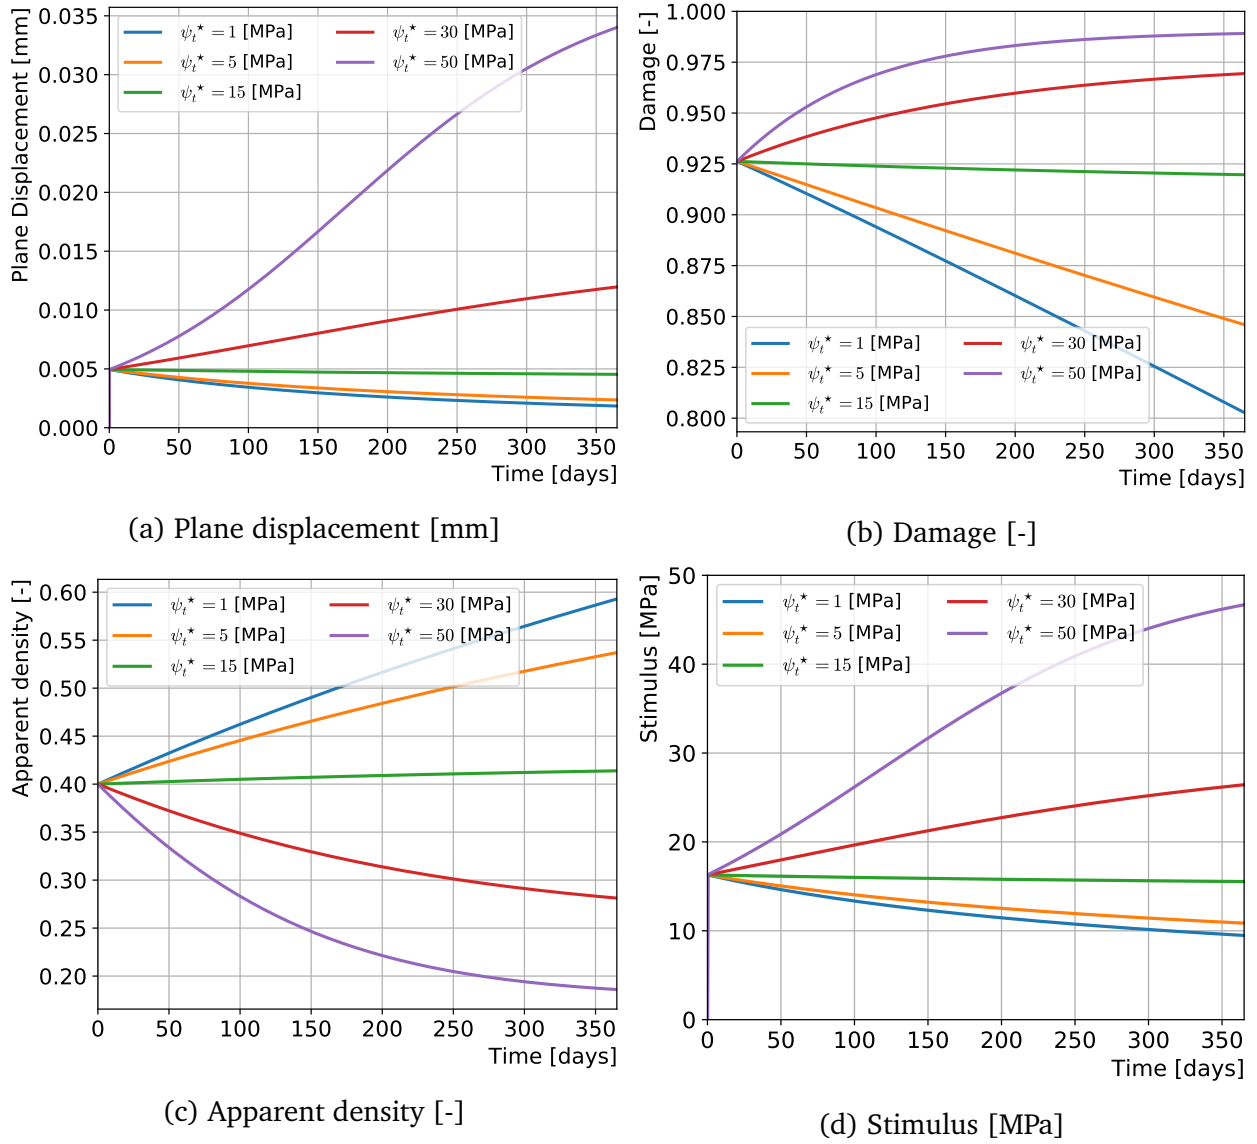 0.035
0.030
0.025
0.020
0.015
0.010
0.005
0.000
Plane Displacement [mm]
ψₜ* = 1 [MPa]
ψₜ* = 5 [MPa]
ψₜ* = 15 [MPa]
ψₜ* = 30 [MPa]
ψₜ* = 50 [MPa]
0 50 100 150 200 250 300 350
Time [days]
(a) Plane displacement [mm]
1.000
0.975
0.950
0.925
0.900
0.875
0.850
0.825
0.800
Damage [-]
ψₜ* = 1 [MPa]
ψₜ* = 5 [MPa]
ψₜ* = 15 [MPa]
ψₜ* = 30 [MPa]
ψₜ* = 50 [MPa]
0 50 100 150 200 250 300 350
Time [days]
(b) Damage [-]
0.60
0.55
0.50
0.45
0.40
0.35
0.30
0.25
0.20
Apparent density [-]
ψₜ* = 1 [MPa]
ψₜ* = 5 [MPa]
ψₜ* = 15 [MPa]
ψₜ* = 30 [MPa]
ψₜ* = 50 [MPa]
0 50 100 150 200 250 300 350
Time [days]
(c) Apparent density [-]
50
40
30
20
10
0
Stimulus [MPa]
ψₜ* = 1 [MPa]
ψₜ* = 5 [MPa]
ψₜ* = 15 [MPa]
ψₜ* = 30 [MPa]
ψₜ* = 50 [MPa]
0 50 100 150 200 250 300 350
Time [days]
(d) Stimulus [MPa]